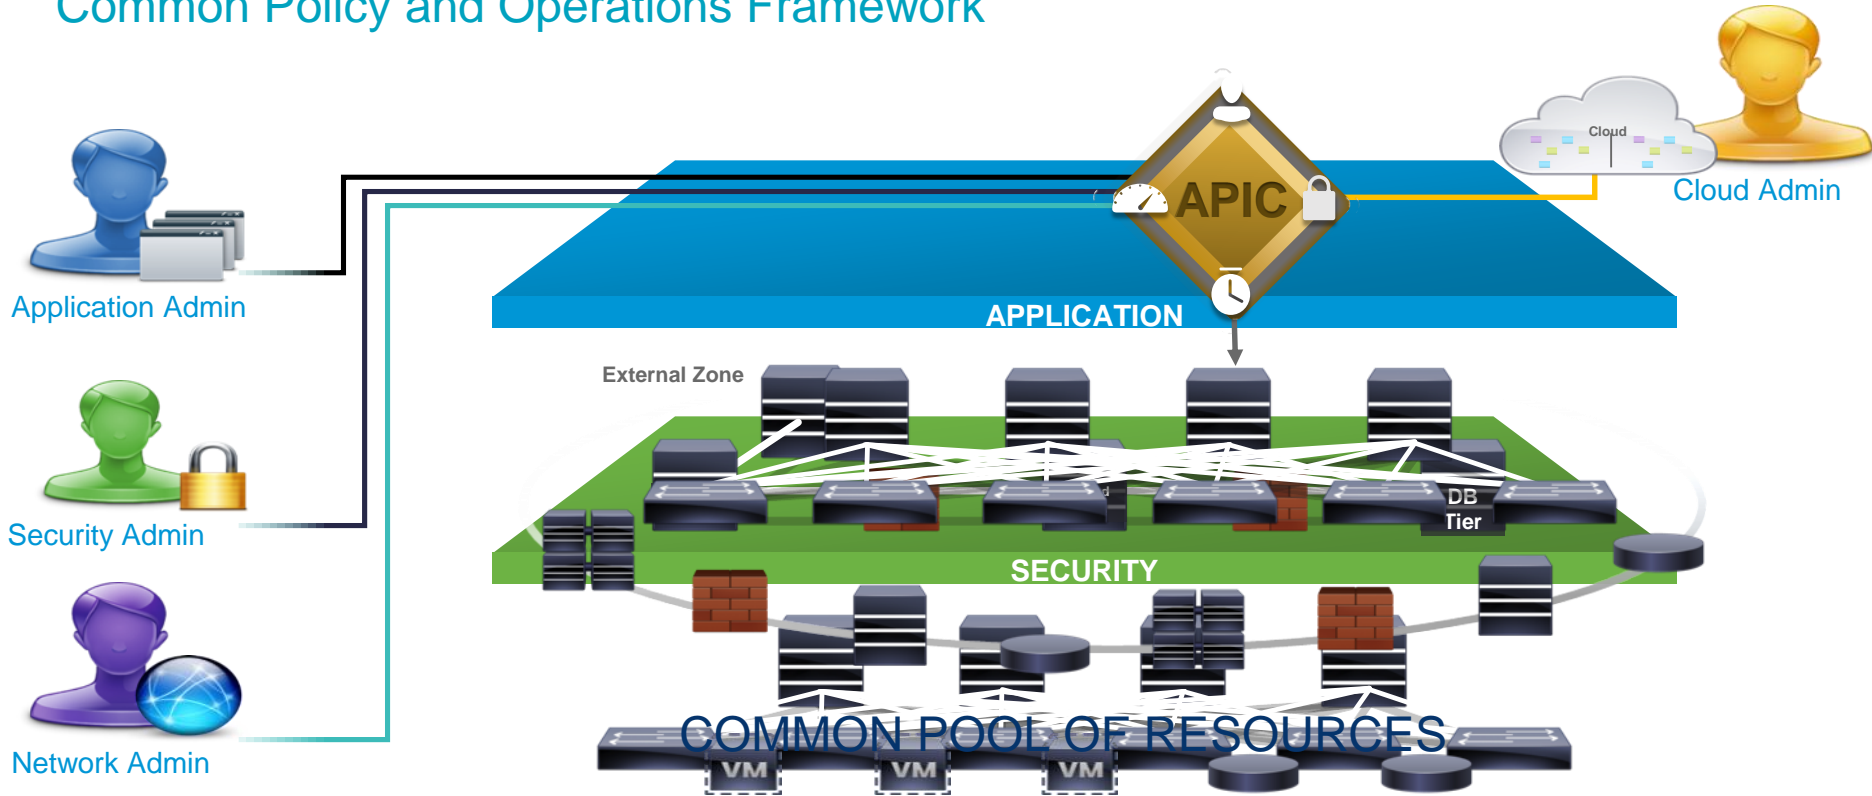 Common Policy and Operations Framework
Cloud
Cloud Admin
APIC
Application Admin
APPLICATION
External Zone
DB
Tier
Security Admin
SECURITY
COMMON POOL OF RESOURCES
VM
VM
VM
Network Admin